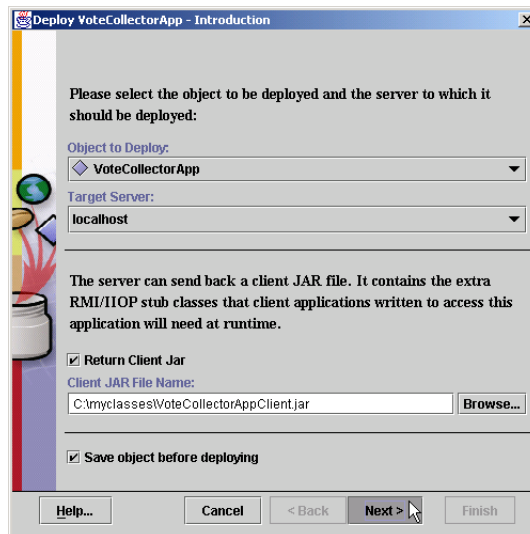 Deploy VoteCollectorApp - Introduction
Please select the object to be deployed and the server to which it
should be deployed:
Object to Deploy:
VoteCollectorApp
Target Server:
localhost
The server can send back a client JAR file. It contains the extra
RMI/IIOP stub classes that client applications written to access this
application will need at runtime.
Return Client Jar
Client JAR File Name:
C:\myclasses\VoteCollectorAppClient.jar
Browse...
Save object before deploying
Help...
Cancel
< Back
Next >
Finish